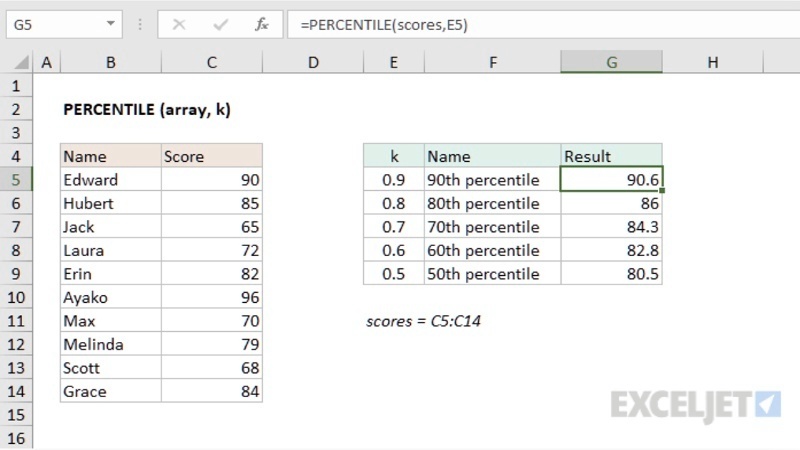 G5 =PERCENTILE(scores,E5)
A B C D E F G H
1
2 PERCENTILE (array, k)
3
4 Name Score k Name Result
5 Edward 90 0.9 90th percentile 90.6
6 Hubert 85 0.8 80th percentile 86
7 Jack 65 0.7 70th percentile 84.3
8 Laura 72 0.6 60th percentile 82.8
9 Erin 82 0.5 50th percentile 80.5
10 Ayako 96
11 Max 70 scores = C5:C14
12 Melinda 79
13 Scott 68
14 Grace 84
15
16
EXCELJET